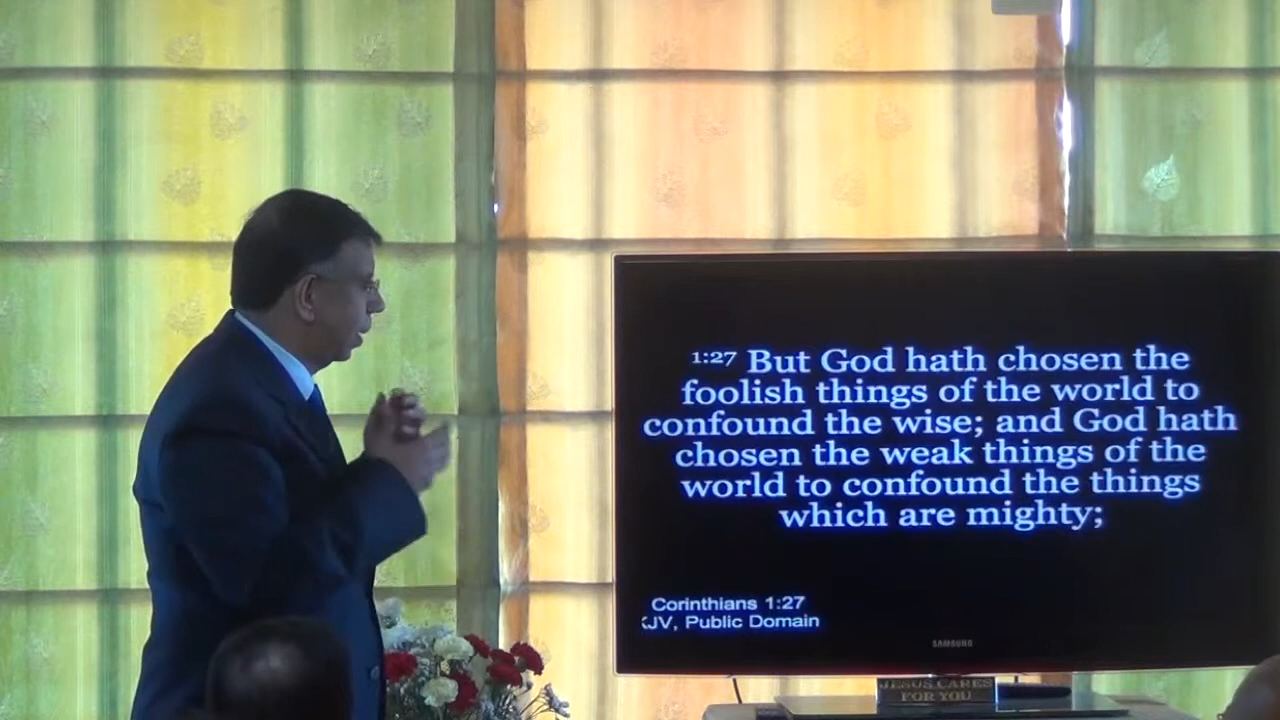 1:27 But God hath chosen the
foolish things of the world to
confound the wise; and God hath
chosen the weak things of the
world to confound the things
which are mighty;
Corinthians 1:27
KJV, Public Domain
SAMSUNG
JESUS CARES
FOR YOU